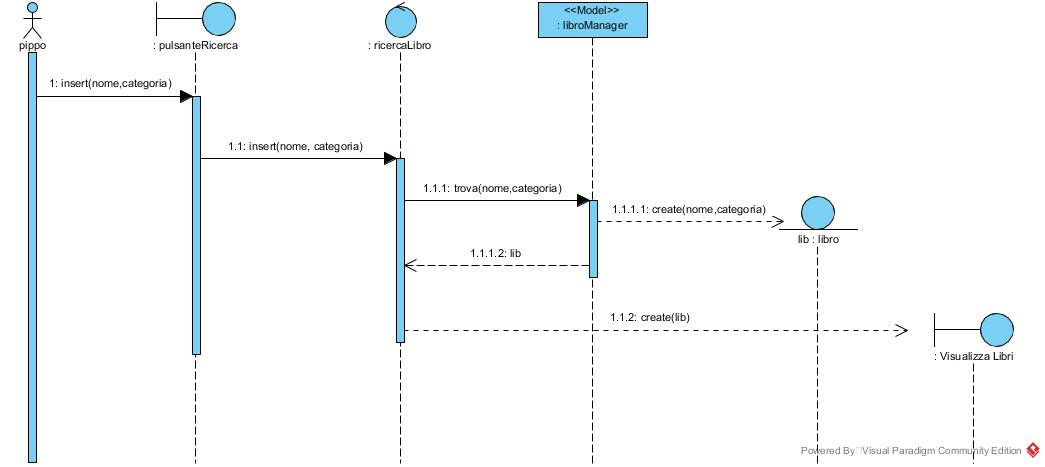 <<Model>>
: libroManager
pippo
: pulsanteRicerca
: ricercaLibro
1: insert(nome,categoria)
1.1: insert(nome, categoria)
1.1.1: trova(nome,categoria)
1.1.1.1: create(nome,categoria)
lib : libro
1.1.1.2: lib
1.1.2: create(lib)
: Visualizza Libri
Powered By Visual Paradigm Community Edition